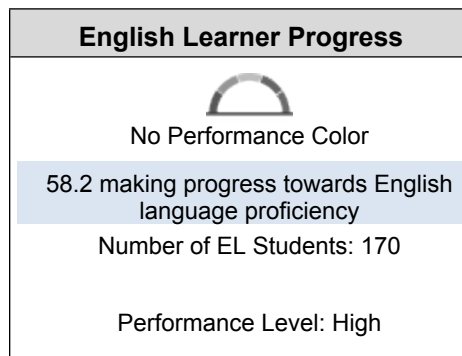 English Learner Progress
No Performance Color
58.2 making progress towards English
language proficiency
Number of EL Students: 170
Performance Level: High